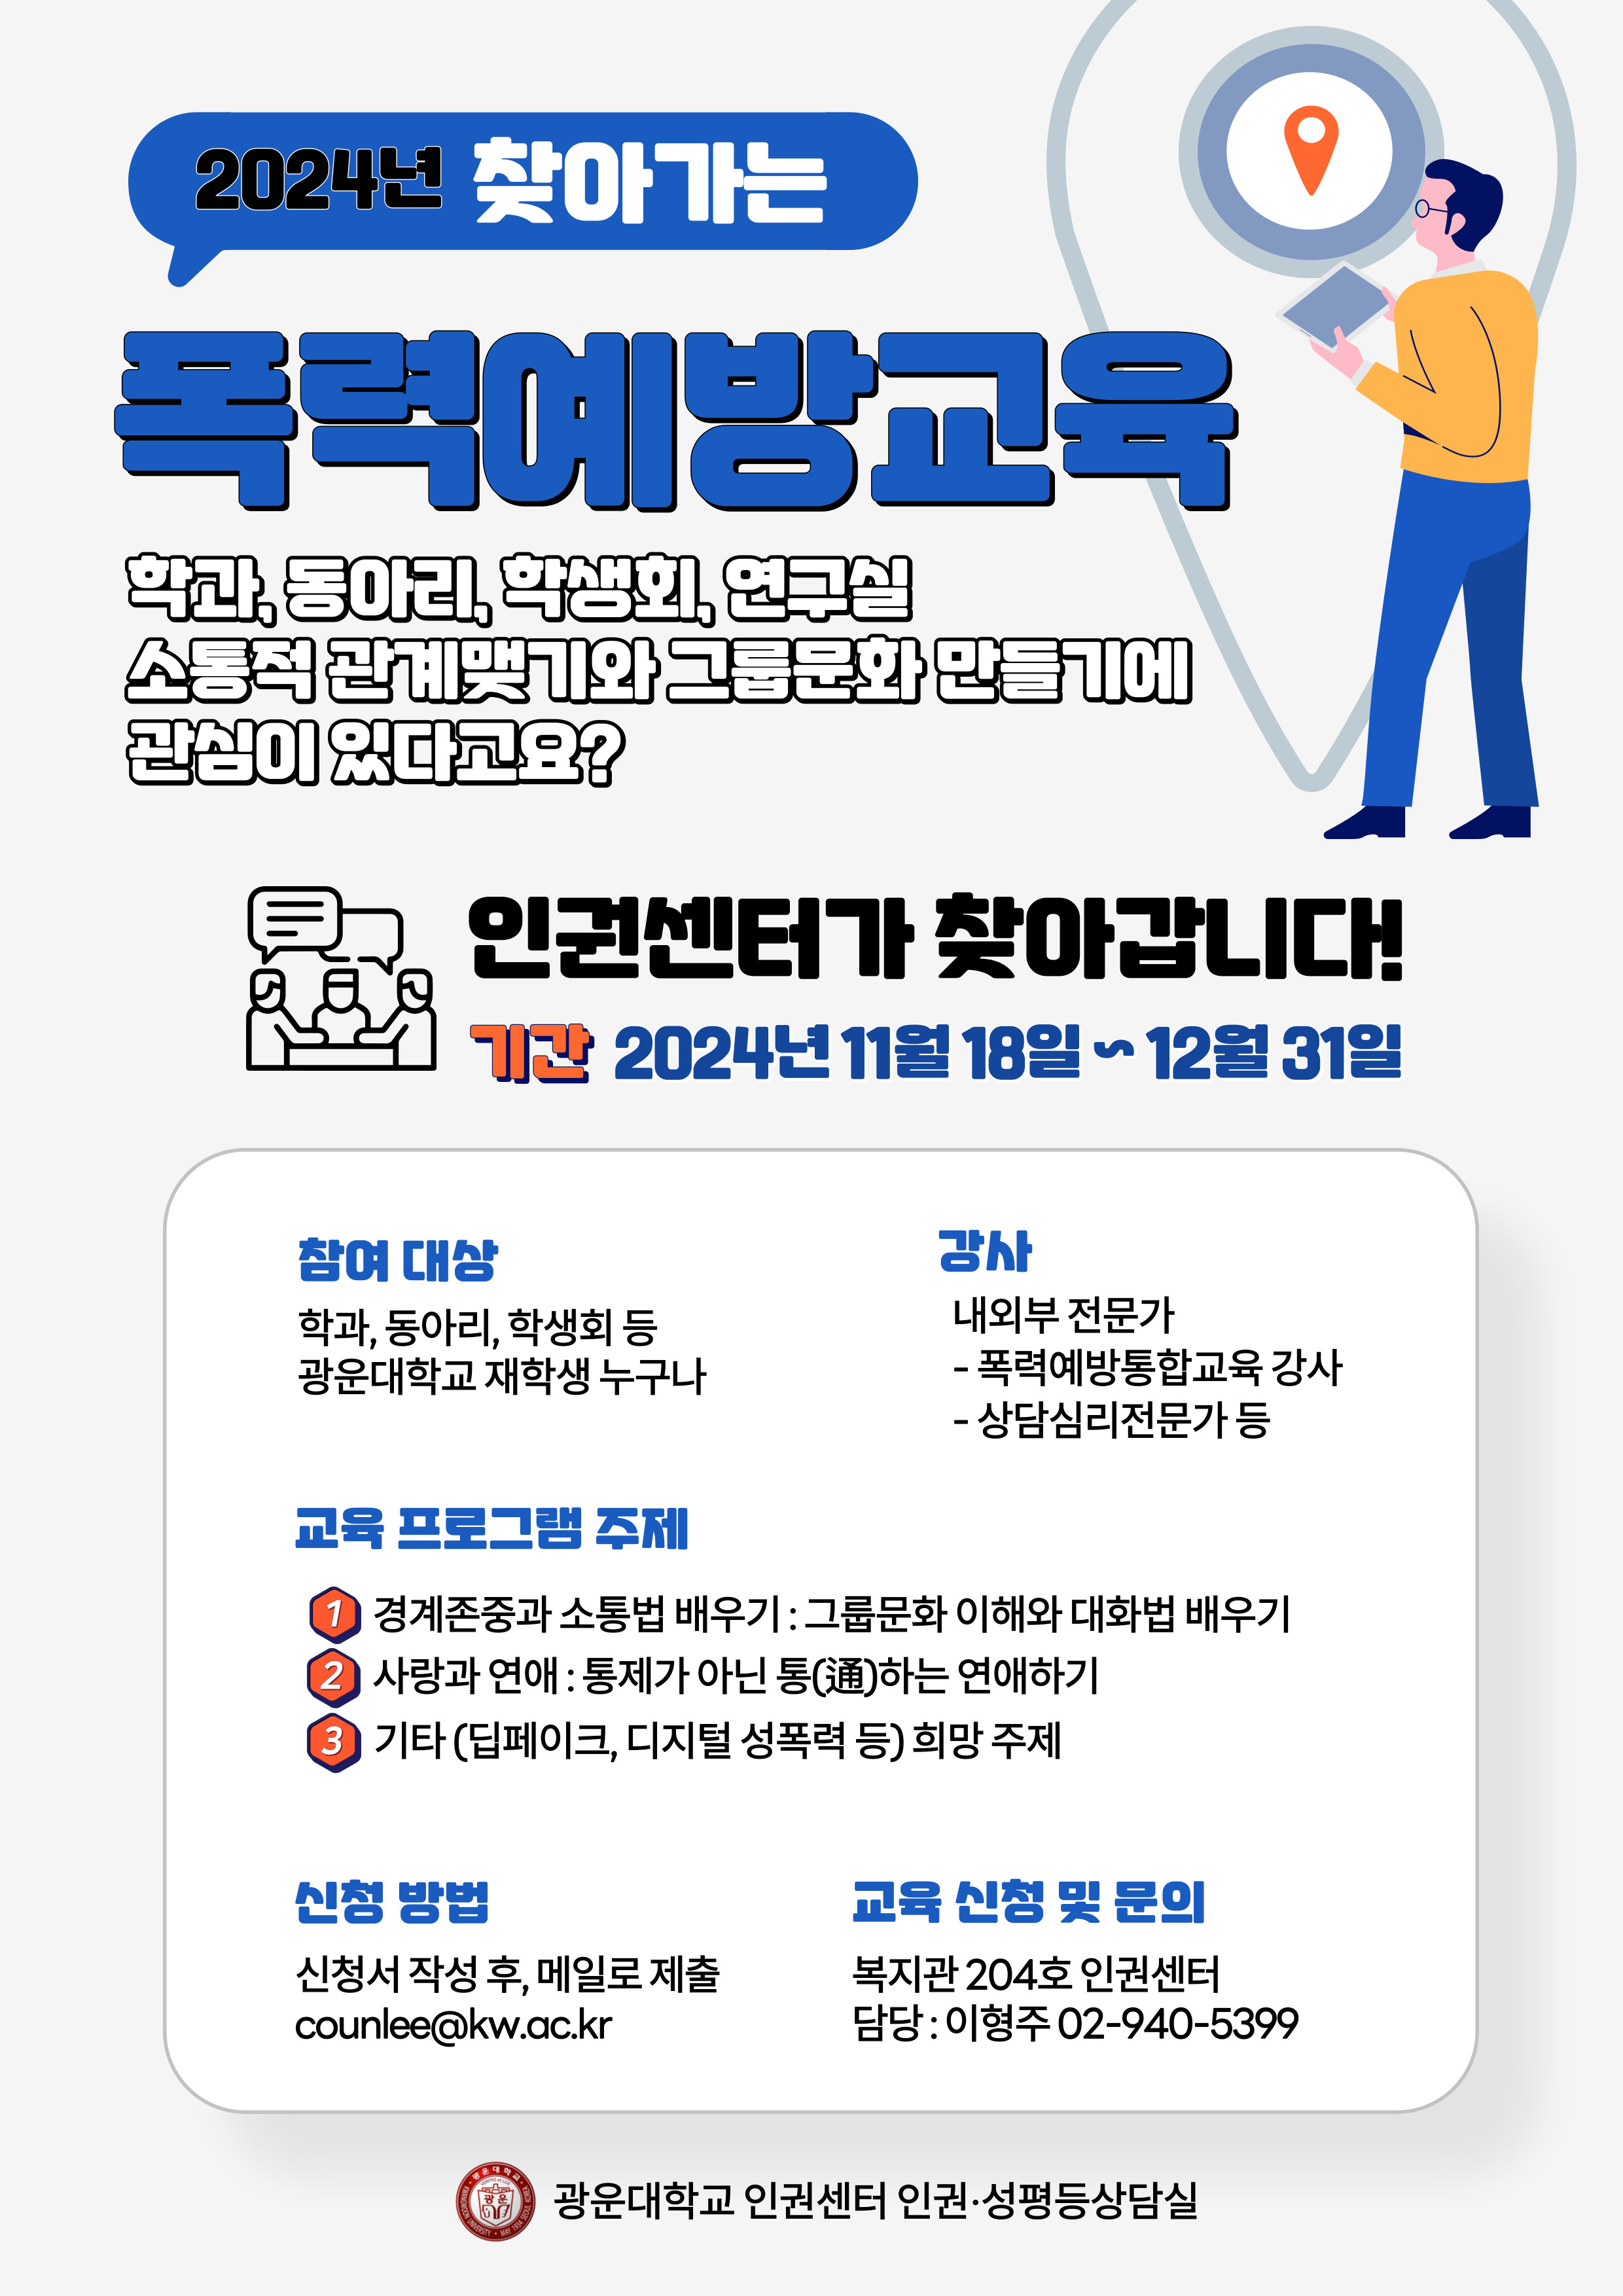 2024년 찾아가는
폭력예방교육
학과, 동아리, 학생회, 연구실
소통적 관계맺기와 그룹문화 만들기에
관심이 있다고요?
인권센터가 찾아갑니다!
기간 2024년 11월 18일 ~ 12월 31일
참여 대상
학과, 동아리, 학생회 등
광운대학교 재학생 누구나
강사
내외부 전문가
- 폭력예방통합교육 강사
- 상담심리전문가 등
교육 프로그램 주제
1 경계존중과 소통법 배우기 : 그룹문화 이해와 대화법 배우기
2 사랑과 연애 : 통제가 아닌 통(通)하는 연애하기
3 기타 (딥페이크, 디지털 성폭력 등) 희망 주제
신청 방법
신청서 작성 후, 메일로 제출
counlee@kw.ac.kr
교육 신청 및 문의
복지관 204호 인권센터
담당 : 이형주 02-940-5399
광운대학교
광운
광운대학교 인권센터 인권·성평등상담실